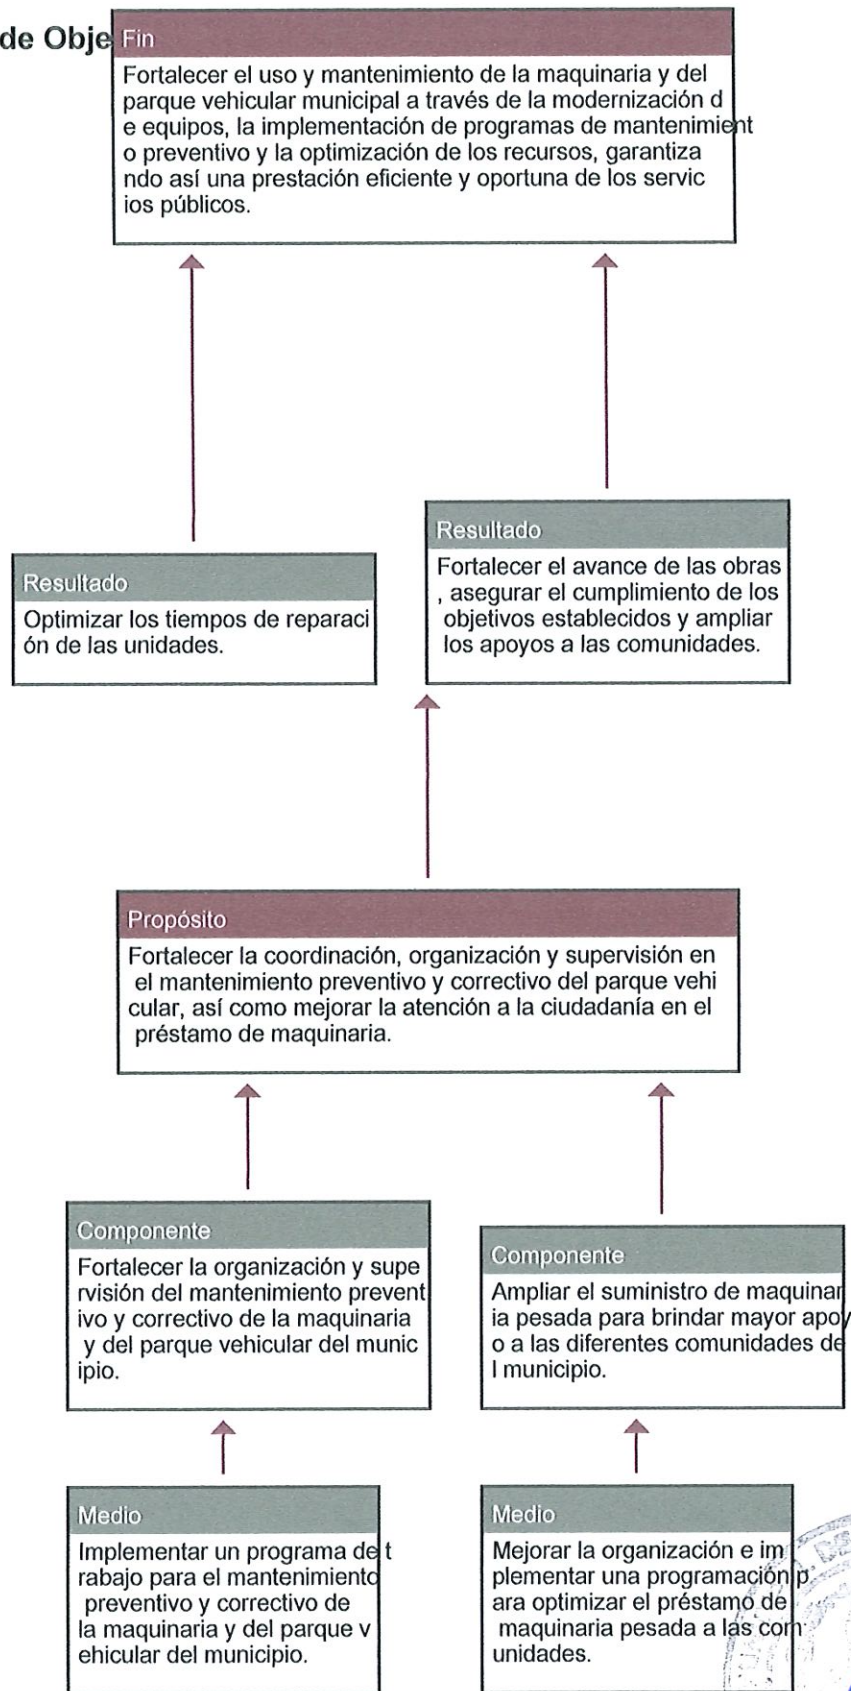 de Obje
Fin
Fortalecer el uso y mantenimiento de la maquinaria y del
parque vehicular municipal a través de la modernización d
e equipos, la implementación de programas de mantenimient
o preventivo y la optimización de los recursos, garantiza
ndo así una prestación eficiente y oportuna de los servic
ios públicos.
Resultado
Optimizar los tiempos de reparaci
ón de las unidades.
Resultado
Fortalecer el avance de las obras
, asegurar el cumplimiento de los
objetivos establecidos y ampliar
los apoyos a las comunidades.
Propósito
Fortalecer la coordinación, organización y supervisión en
el mantenimiento preventivo y correctivo del parque vehi
cular, así como mejorar la atención a la ciudadanía en el
préstamo de maquinaria.
Componente
Fortalecer la organización y supe
rvisión del mantenimiento prevent
ivo y correctivo de la maquinaria
y del parque vehicular del munic
ipio.
Componente
Ampliar el suministro de maquinar
ia pesada para brindar mayor apoy
o a las diferentes comunidades de
l municipio.
Medio
Implementar un programa de t
rabajo para el mantenimiento
preventivo y correctivo de
la maquinaria y del parque v
ehicular del municipio.
Medio
Mejorar la organización e im
plementar una programación p
ara optimizar el préstamo de
maquinaria pesada a las com
unidades.